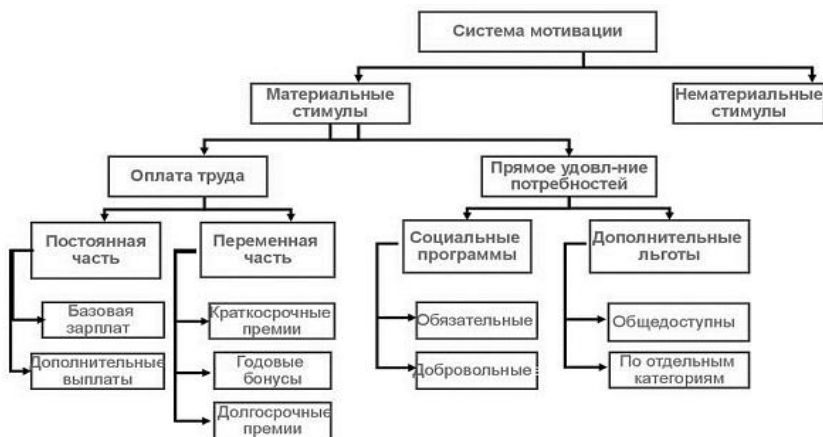 Система мотивации
Материальные
стимулы
Нематериальные
стимулы
Оплата труда
Прямое удовл-ние
потребностей
Постоянная
часть
Переменная
часть
Социальные
программы
Дополнительные
льготы
Базовая
зарплат
Краткосрочные
премии
Обязательные
Общедоступны
Дополнительные
выплаты
Годовые
бонусы
Добровольные
По отдельным
категориям
Долгосрочные
премии